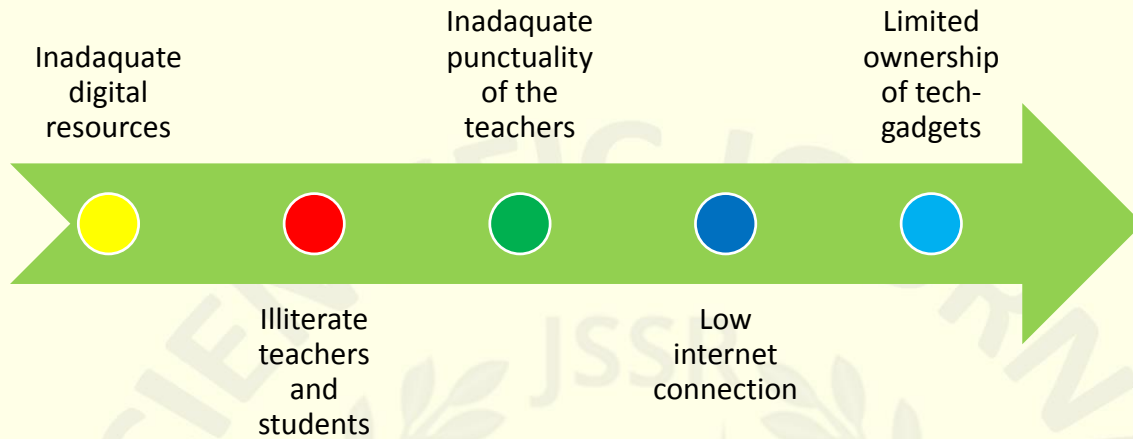 Inadaquate
digital
resources
Illiterate
teachers
and
students
Inadaquate
punctuality
of the
teachers
Low
internet
connection
Limited
ownership
of tech-
gadgets
JSSR